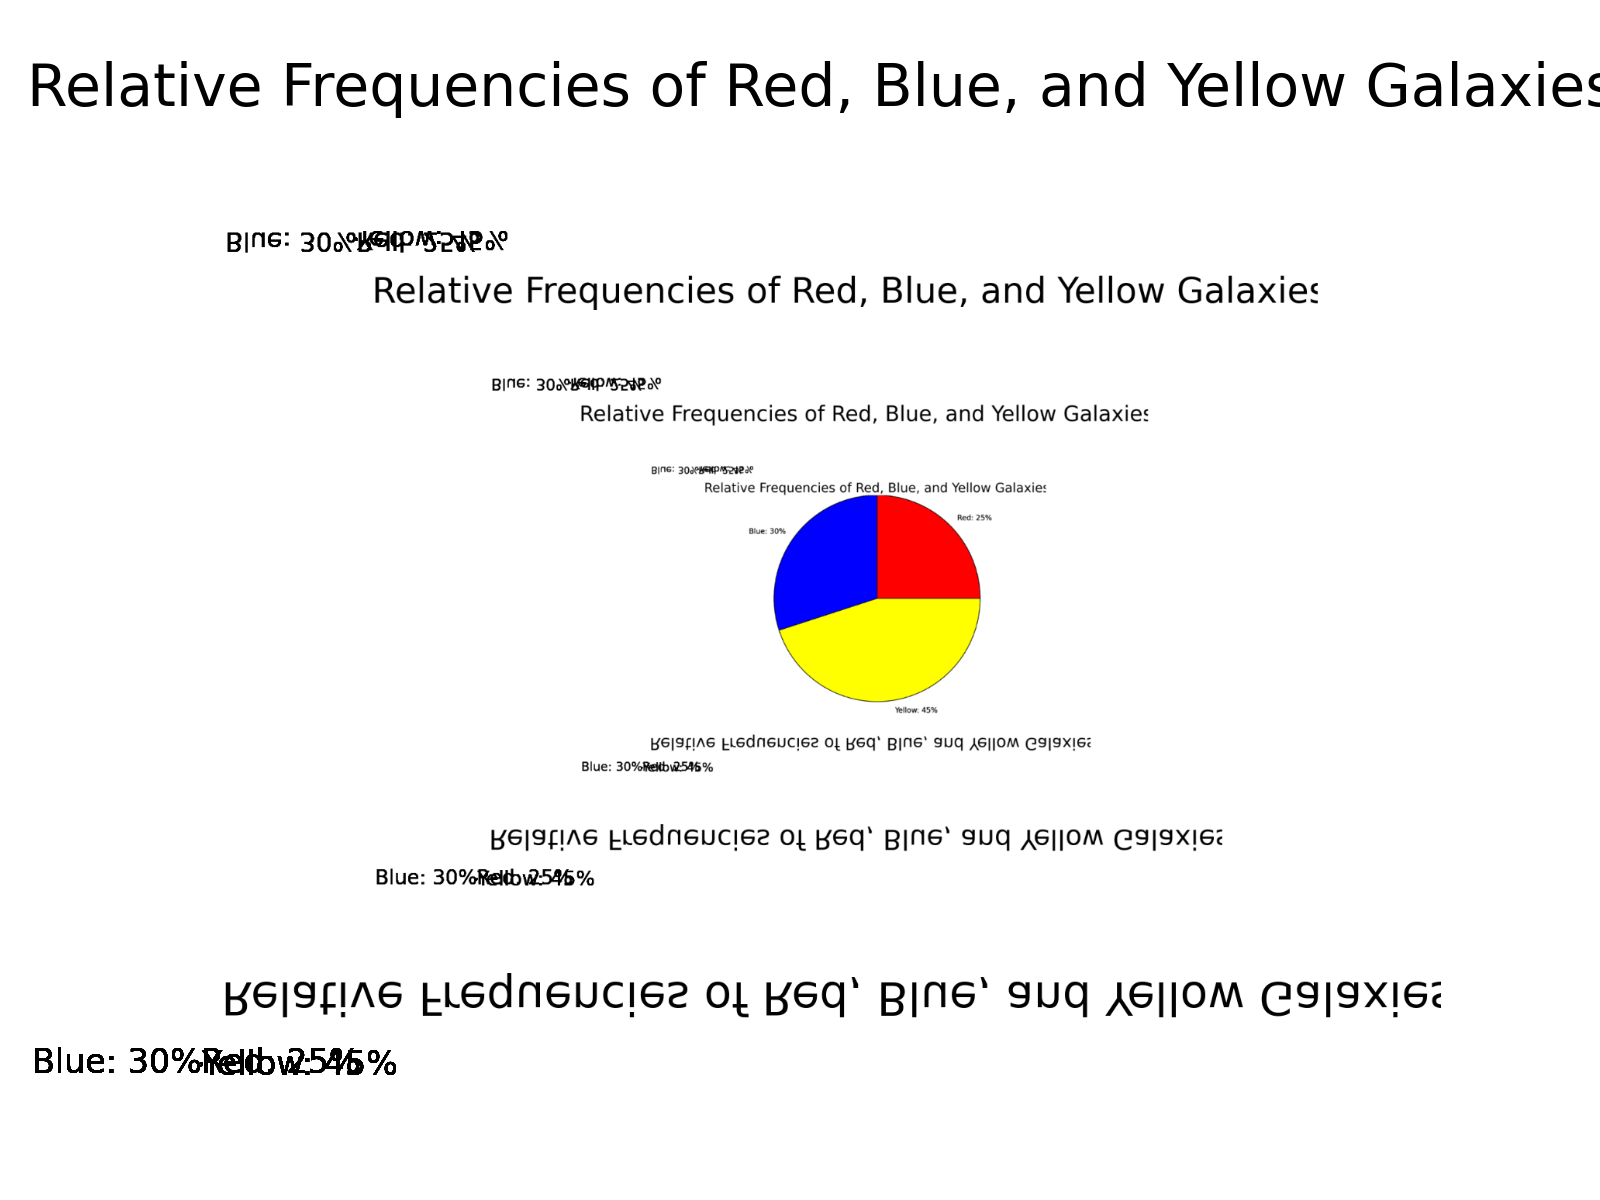 Relative Frequencies of Red, Blue, and Yellow Galaxies
Blue: 30% Red: 25% Yellow: 45%
Relative Frequencies of Red, Blue, and Yellow Galaxies
Blue: 30% Red: 25% Yellow: 45%
Relative Frequencies of Red, Blue, and Yellow Galaxies
Blue: 30% Red: 25% Yellow: 45%
Relative Frequencies of Red, Blue, and Yellow Galaxies
Red: 25%
Blue: 30%
Yellow: 45%
Relative Frequencies of Red, Blue, and Yellow Galaxies
Blue: 30% Red: 25% Yellow: 45%
Relative Frequencies of Red, Blue, and Yellow Galaxies
Blue: 30% Red: 25% Yellow: 45%
Relative Frequencies of Red, Blue, and Yellow Galaxies
Blue: 30% Red: 25% Yellow: 45%